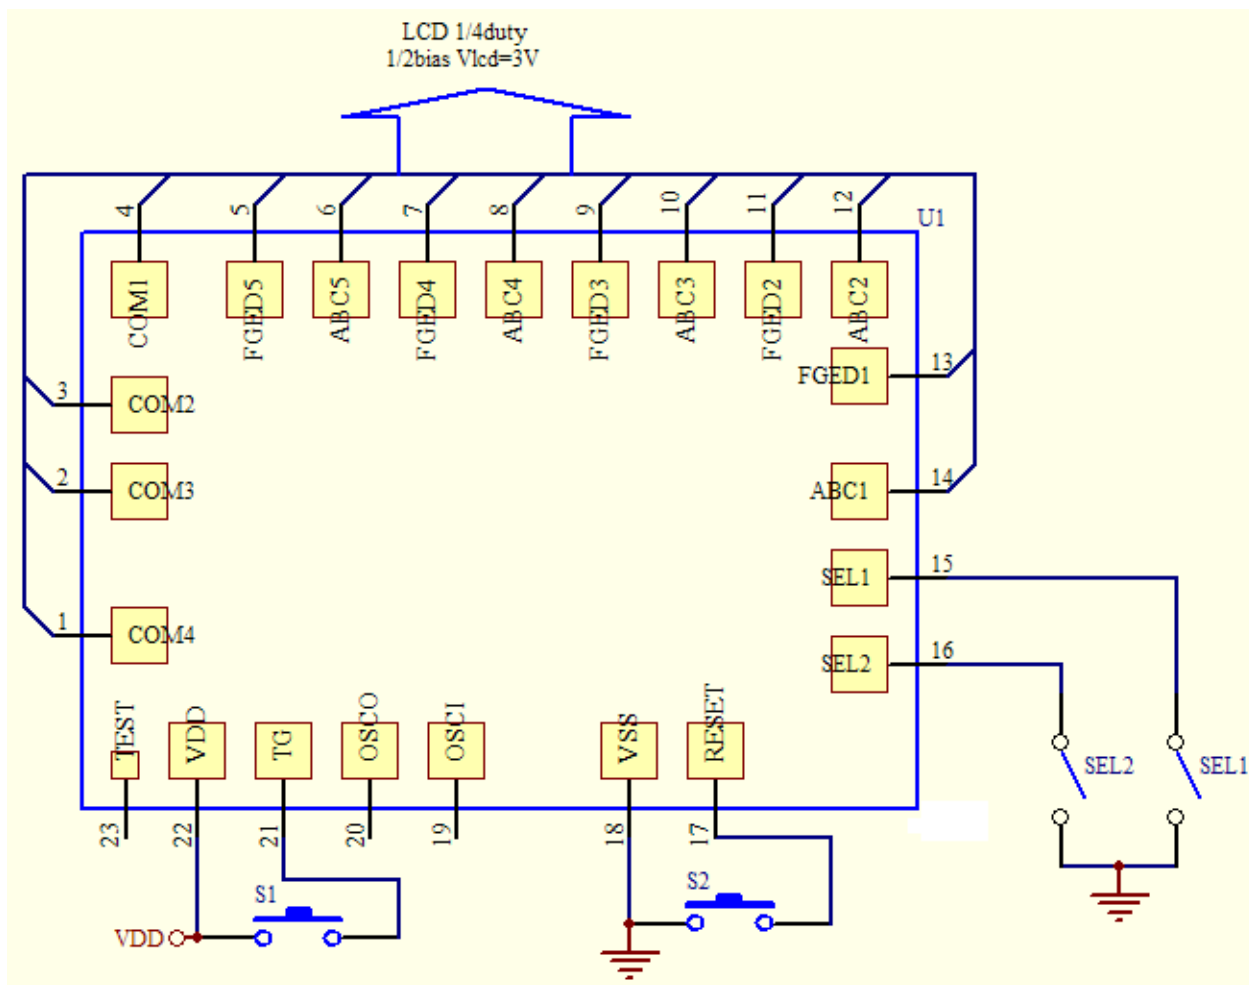 LCD 1/4duty
1/2bias Vlcd=3V
4
5
6
7
8
9
10
11
12
U1
COM1
FGED5
ABC5
FGED4
ABC4
FGED3
ABC3
FGED2
ABC2
FGED1
13
3
COM2
2
COM3
ABC1
14
SEL1
15
1
COM4
SEL2
16
TEST
VDD
TG
OSCO
OSCI
VSS
RESET
SEL2
SEL1
23
22
21
20
19
18
17
S1
S2
VDD